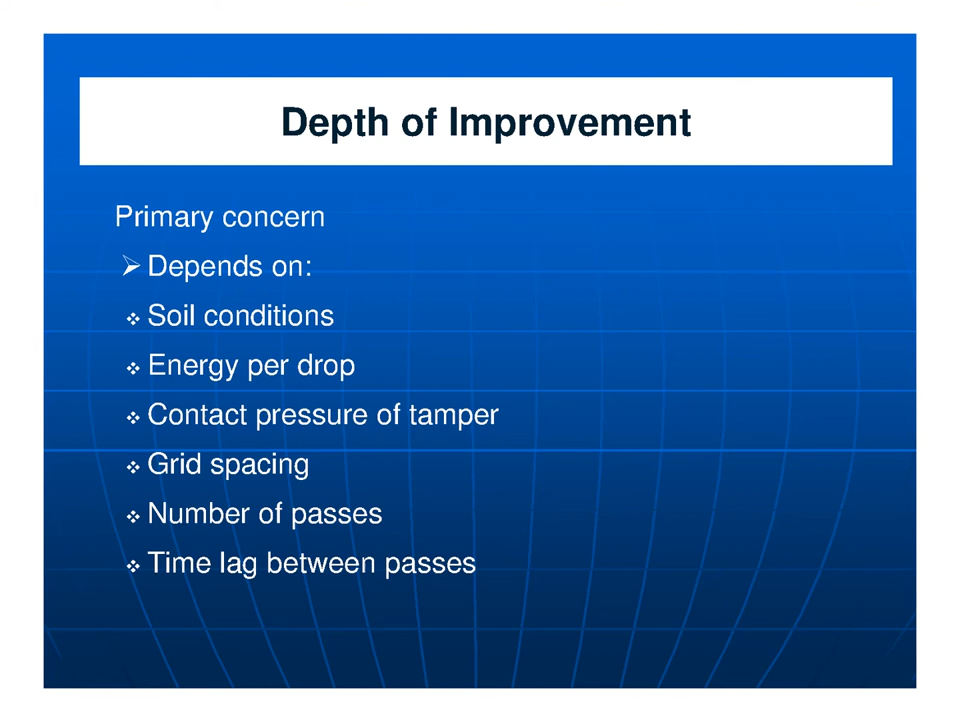 Depth of Improvement
Primary concern
➢ Depends on:
❖ Soil conditions
❖ Energy per drop
❖ Contact pressure of tamper
❖ Grid spacing
❖ Number of passes
❖ Time lag between passes